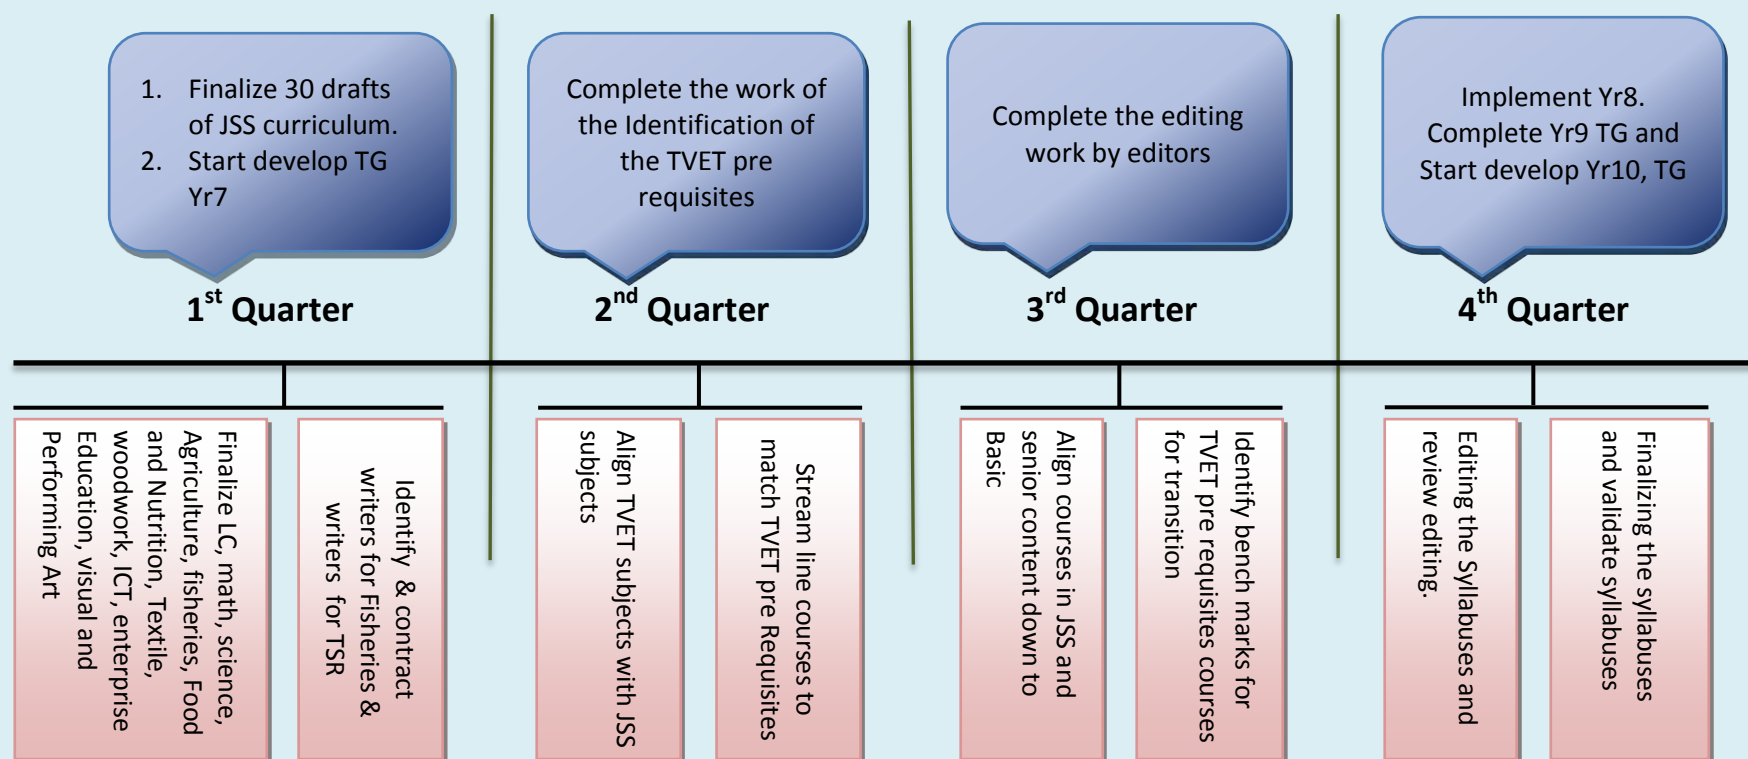 1. Finalize 30 drafts
of JSS curriculum.
2. Start develop TG
Yr7
Complete the work of
the Identification of
the TVET pre
requisites
Complete the editing
work by editors
Implement Yr8.
Complete Yr9 TG and
Start develop Yr10, TG
1st Quarter
2nd Quarter
3rd Quarter
4th Quarter
Finalize LC, math, science,
Agriculture, fisheries, Food
and Nutrition, Textile,
woodwork, ICT, enterprise
Education, visual and
Performing Art
Identify & contract
writers for Fisheries &
writers for TSR
Align TVET subjects with JSS
subjects
Stream line courses to
match TVET pre Requisites
Align courses in JSS and
senior content down to
Basic
Identify bench marks for
TVET pre requisites courses
for transition
Editing the Syllabuses and
review editing.
Finalizing the syllabuses
and validate syllabuses